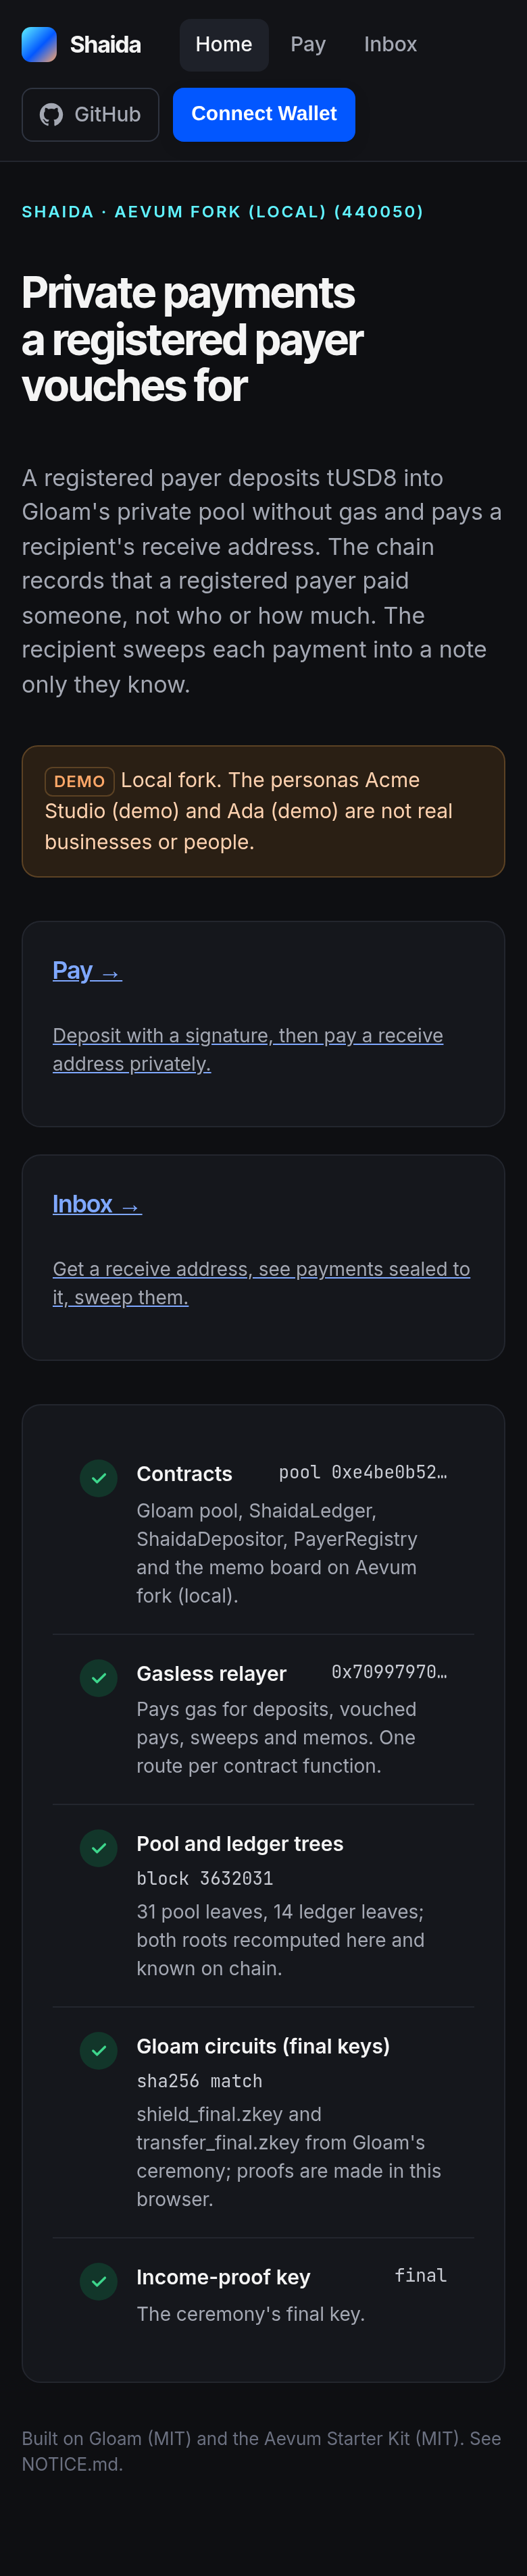 Shaida
Home
Pay
Inbox
GitHub
Connect Wallet
SHAIDA · AEVUM FORK (LOCAL) (440050)
Private payments
a registered payer
vouches for
A registered payer deposits tUSD8 into
Gloam's private pool without gas and pays a
recipient's receive address. The chain
records that a registered payer paid
someone, not who or how much. The
recipient sweeps each payment into a note
only they know.
DEMO Local fork. The personas Acme
Studio (demo) and Ada (demo) are not real
businesses or people.
Pay →
Deposit with a signature, then pay a receive
address privately.
Inbox →
Get a receive address, see payments sealed to
it, sweep them.
Contracts pool 0xe4be0b52…
Gloam pool, ShaidaLedger,
ShaidaDepositor, PayerRegistry
and the memo board on Aevum
fork (local).
Gasless relayer 0x70997970…
Pays gas for deposits, vouched
pays, sweeps and memos. One
route per contract function.
Pool and ledger trees
block 3632031
31 pool leaves, 14 ledger leaves;
both roots recomputed here and
known on chain.
Gloam circuits (final keys)
sha256 match
shield_final.zkey and
transfer_final.zkey from Gloam's
ceremony; proofs are made in this
browser.
Income-proof key final
The ceremony's final key.
Built on Gloam (MIT) and the Aevum Starter Kit (MIT). See
NOTICE.md.